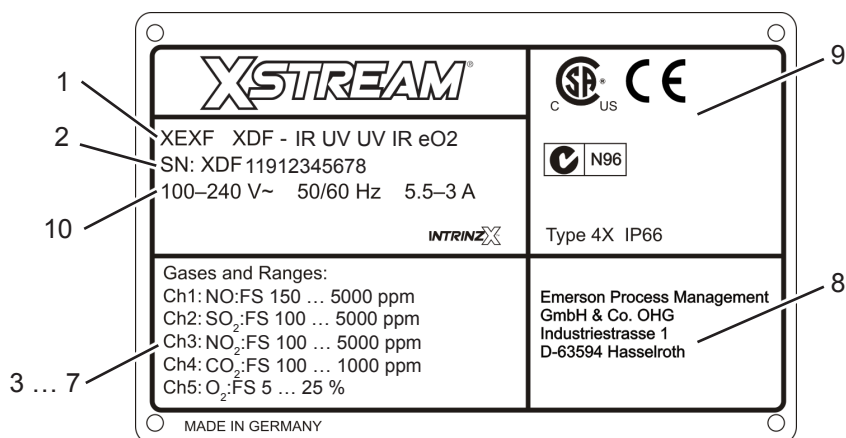 XSTREAM®
XEXF XDF - IR UV UV IR eO2
SN: XDF 11912345678
100–240 V~ 50/60 Hz 5.5–3 A
INTRINZX
Gases and Ranges:
Ch1: NO:FS 150 … 5000 ppm
Ch2: SO₂:FS 100 … 5000 ppm
Ch3: NO₂:FS 100 … 5000 ppm
Ch4: CO₂:FS 100 … 1000 ppm
Ch5: O₂:FS 5 … 25 %
MADE IN GERMANY
C SA ® US CE
N96
Type 4X IP66
Emerson Process Management
GmbH & Co. OHG
Industriestrasse 1
D-63594 Hasselroth
1
2
10
3 … 7
9
8